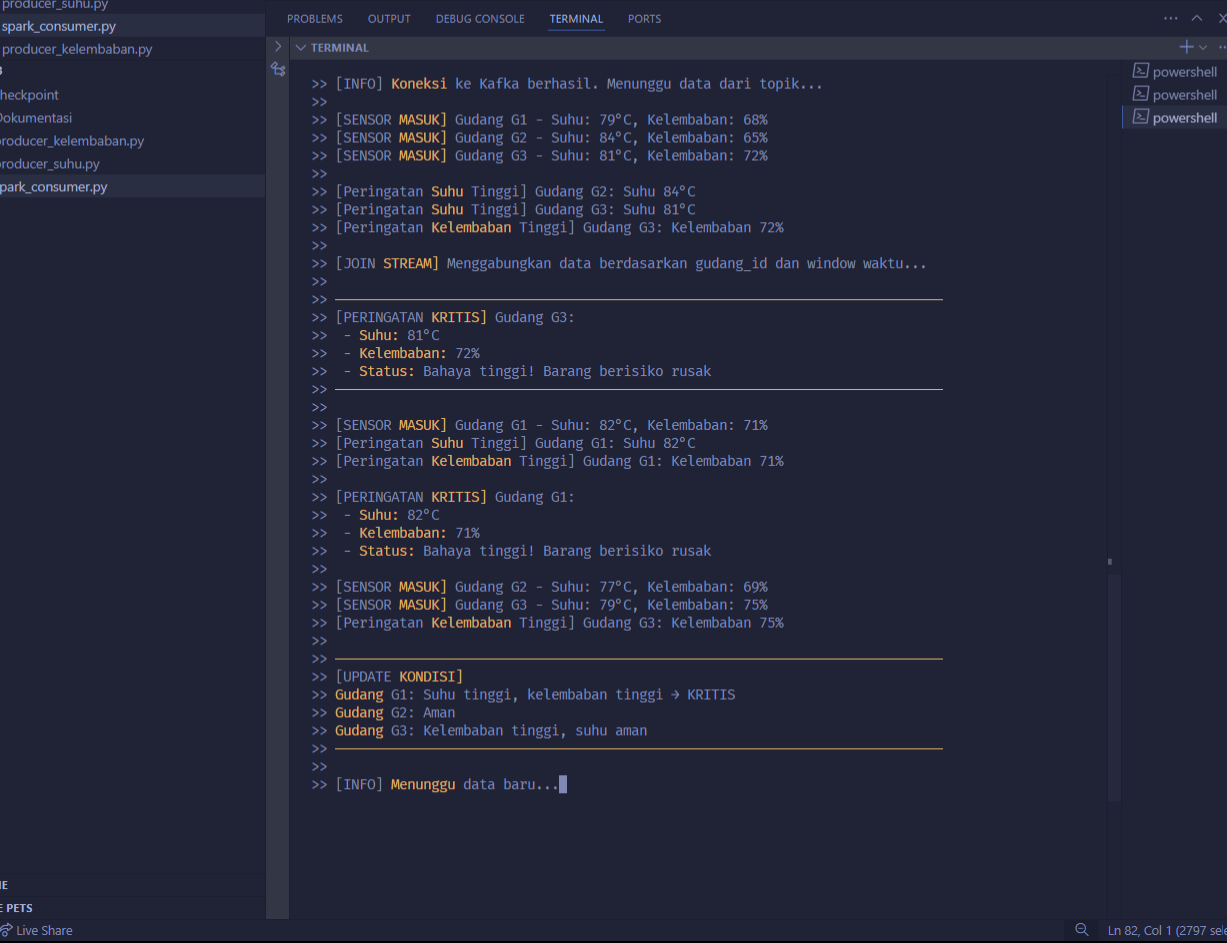 producer_suhu.py
spark_consumer.py
producer_kelembaban.py
heckpoint
Dokumentasi
roducer_kelembaban.py
roducer_suhu.py
park_consumer.py
E PETS
Live Share
PROBLEMS OUTPUT DEBUG CONSOLE TERMINAL PORTS
TERMINAL
>> [INFO] Koneksi ke Kafka berhasil. Menunggu data dari topik...
>>
>> [SENSOR MASUK] Gudang G1 - Suhu: 79°C, Kelembaban: 68%
>> [SENSOR MASUK] Gudang G2 - Suhu: 84°C, Kelembaban: 65%
>> [SENSOR MASUK] Gudang G3 - Suhu: 81°C, Kelembaban: 72%
>>
>> [Peringatan Suhu Tinggi] Gudang G2: Suhu 84°C
>> [Peringatan Suhu Tinggi] Gudang G3: Suhu 81°C
>> [Peringatan Kelembaban Tinggi] Gudang G3: Kelembaban 72%
>>
>> [JOIN STREAM] Menggabungkan data berdasarkan gudang_id dan window waktu...
>>
>>
>> [PERINGATAN KRITIS] Gudang G3:
>> - Suhu: 81°C
>> - Kelembaban: 72%
>> - Status: Bahaya tinggi! Barang berisiko rusak
>>
>>
>> [SENSOR MASUK] Gudang G1 - Suhu: 82°C, Kelembaban: 71%
>> [Peringatan Suhu Tinggi] Gudang G1: Suhu 82°C
>> [Peringatan Kelembaban Tinggi] Gudang G1: Kelembaban 71%
>>
>> [PERINGATAN KRITIS] Gudang G1:
>> - Suhu: 82°C
>> - Kelembaban: 71%
>> - Status: Bahaya tinggi! Barang berisiko rusak
>>
>> [SENSOR MASUK] Gudang G2 - Suhu: 77°C, Kelembaban: 69%
>> [SENSOR MASUK] Gudang G3 - Suhu: 79°C, Kelembaban: 75%
>> [Peringatan Kelembaban Tinggi] Gudang G3: Kelembaban 75%
>>
>>
>> [UPDATE KONDISI]
>> Gudang G1: Suhu tinggi, kelembaban tinggi → KRITIS
>> Gudang G2: Aman
>> Gudang G3: Kelembaban tinggi, suhu aman
>>
>>
>> [INFO] Menunggu data baru...
powershell
powershell
powershell
Ln 82, Col 1 (2797 sele